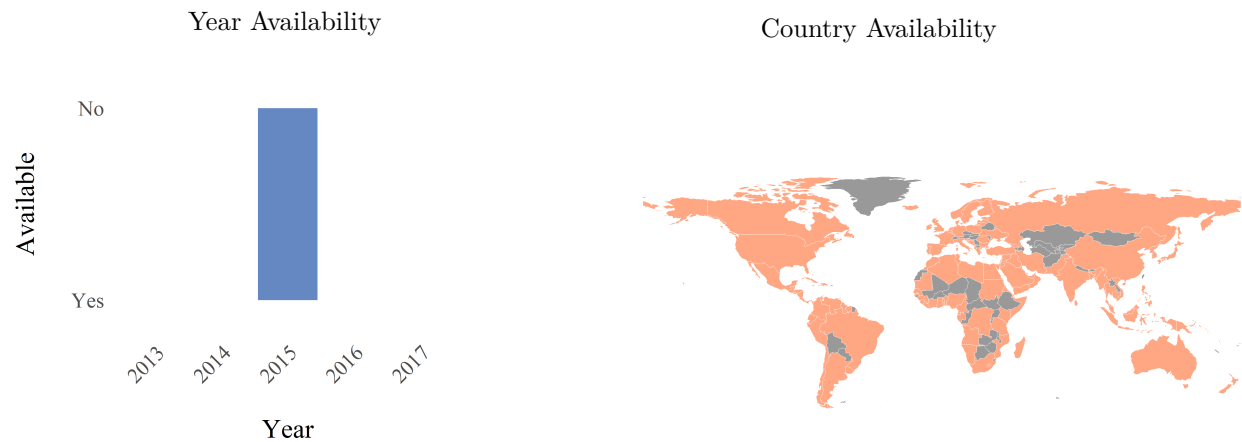 Year Availability
Country Availability
Available
No
Yes
2013
2014
2015
2016
2017
Year